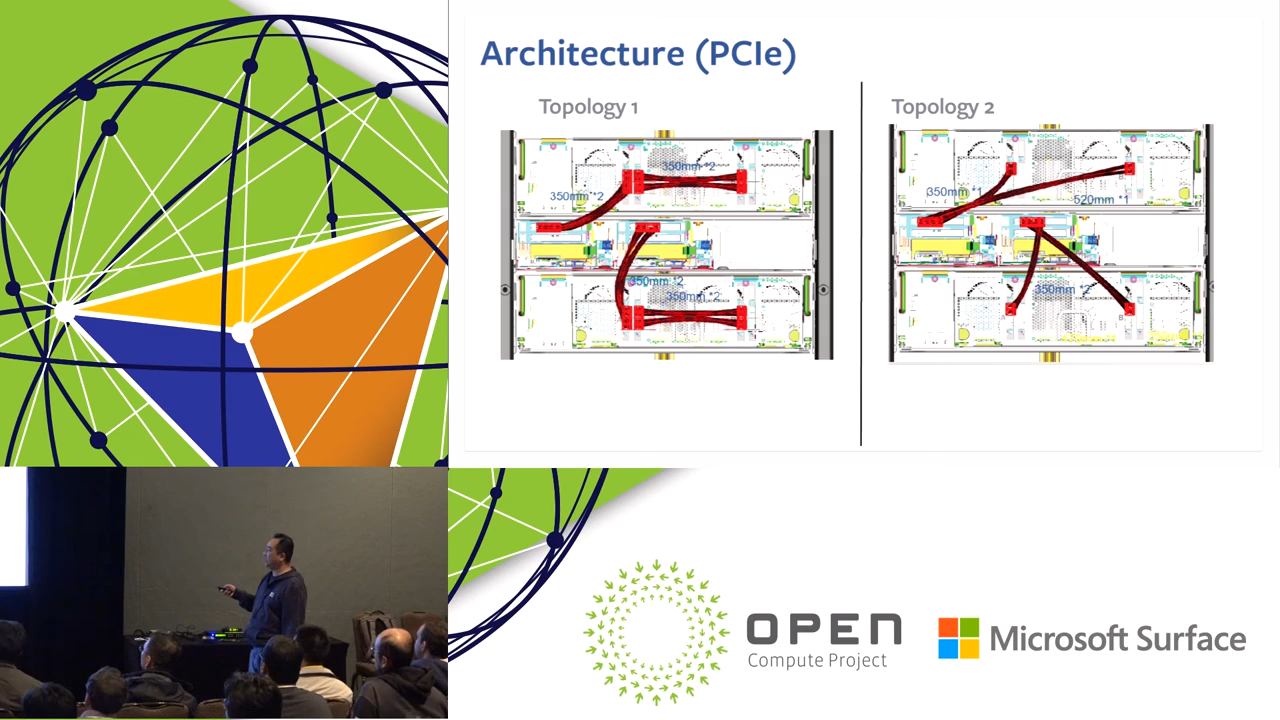 Architecture (PCIe)
Topology 1
350mm *2
350mm *2
350mm *2
350mm *2
Topology 2
350mm *1
520mm *1
350mm *2
OPEN
Compute Project
Microsoft Surface